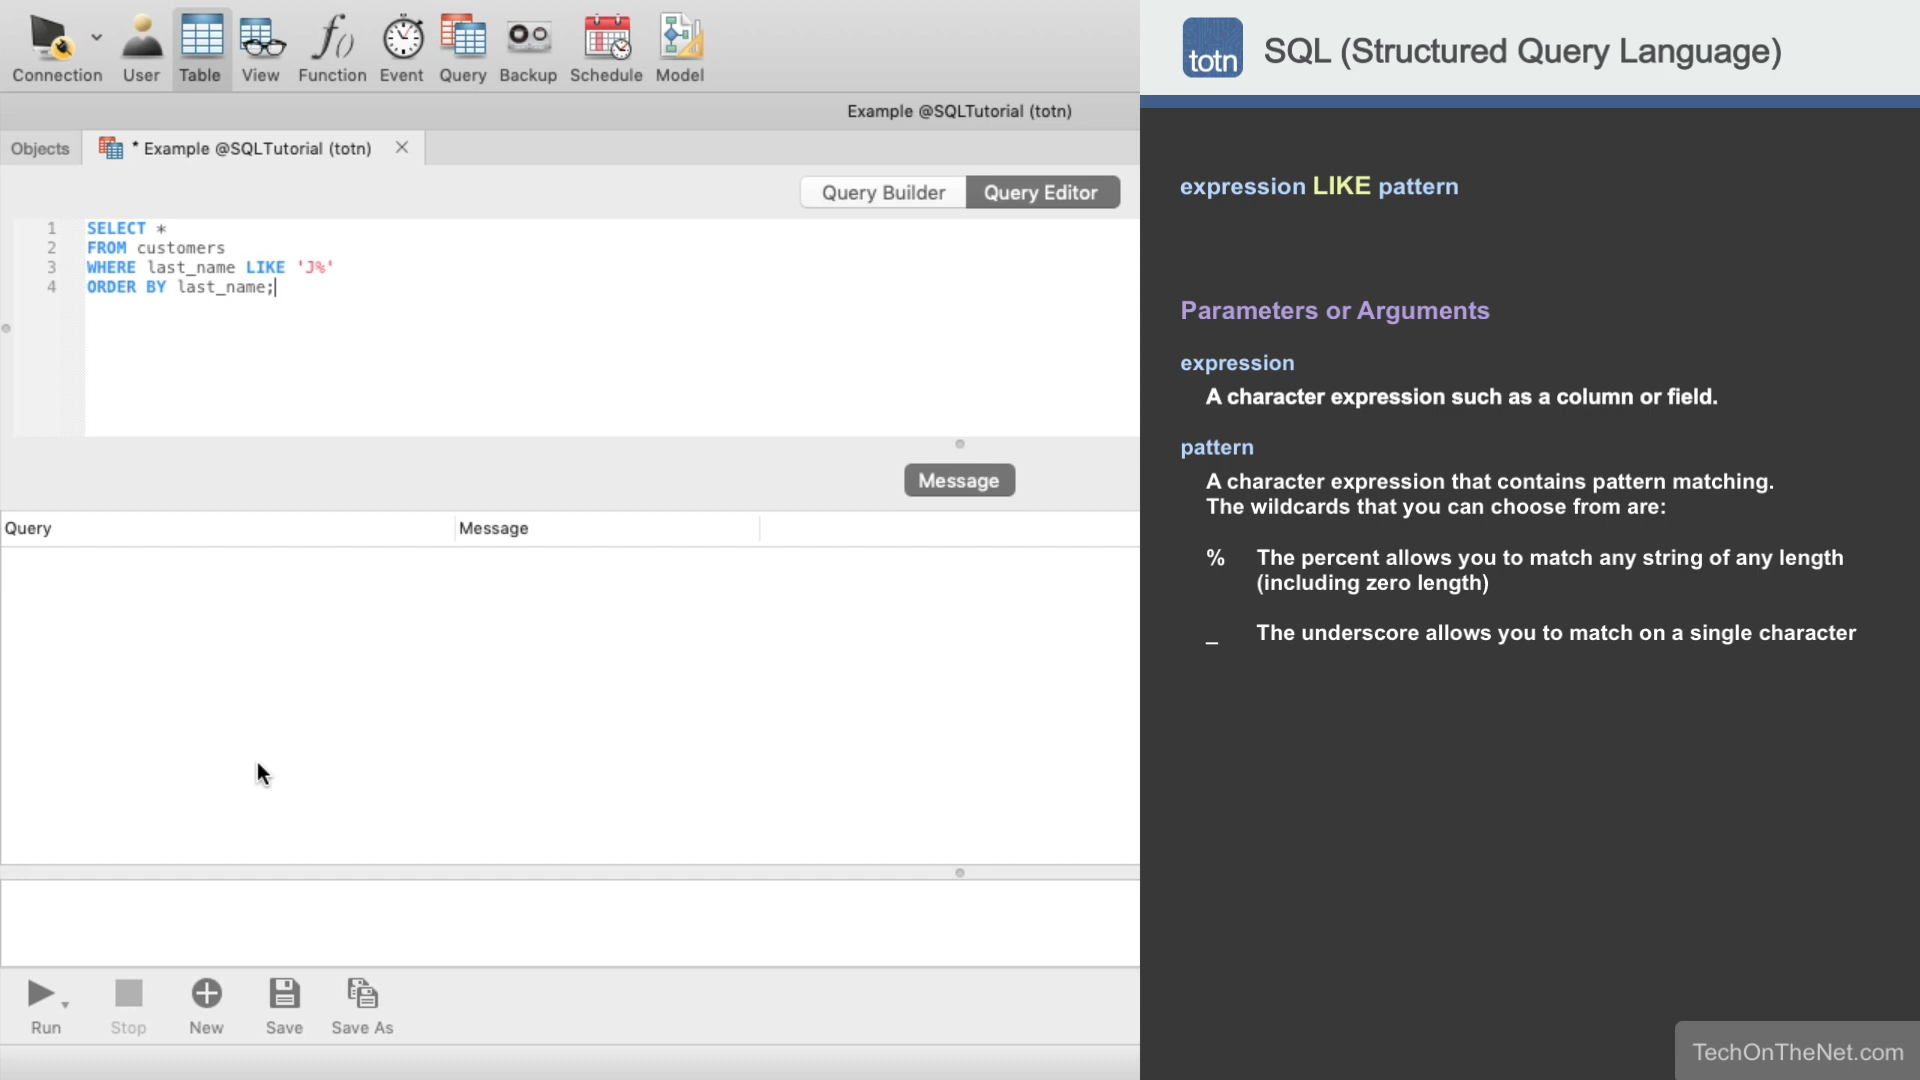 Connection User Table View Function Event Query Backup Schedule Model
Example @SQLTutorial (totn)
Objects * Example @SQLTutorial (totn)
Query Builder Query Editor
1 SELECT *
2 FROM customers
3 WHERE last_name LIKE 'J%'
4 ORDER BY last_name;
Message
Query Message
Run Stop New Save Save As
totn SQL (Structured Query Language)
expression LIKE pattern
Parameters or Arguments
expression
A character expression such as a column or field.
pattern
A character expression that contains pattern matching.
The wildcards that you can choose from are:
% The percent allows you to match any string of any length
(including zero length)
_ The underscore allows you to match on a single character
TechOnTheNet.com